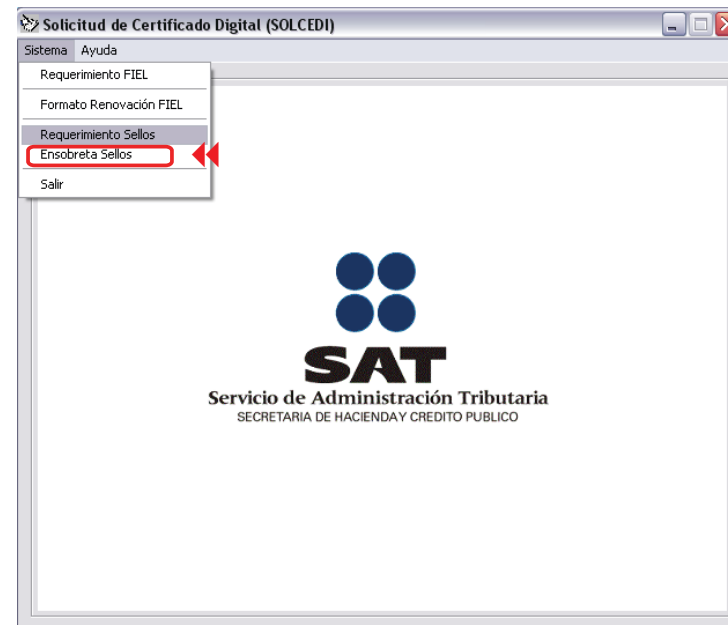 Solicitud de Certificado Digital (SOLCEDI)
Sistema Ayuda
Requerimiento FIEL
Formato Renovación FIEL
Requerimiento Sellos
Ensobreta Sellos
Salir
SAT
Servicio de Administración Tributaria
SECRETARIA DE HACIENDA Y CREDITO PUBLICO